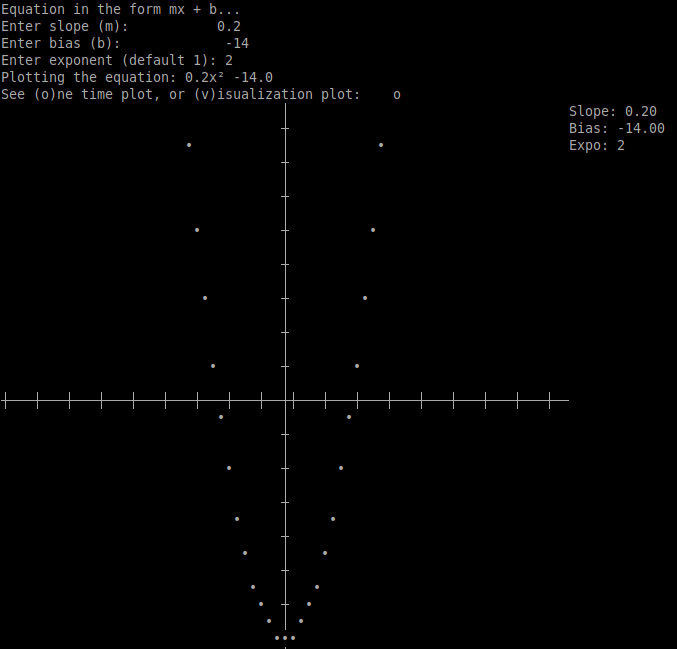 Equation in the form mx + b...
Enter slope (m):           0.2
Enter bias (b):             -14
Enter exponent (default 1): 2
Plotting the equation: 0.2x² -14.0
See (o)ne time plot, or (v)isualization plot:    o
Slope: 0.20
Bias: -14.00
Expo: 2